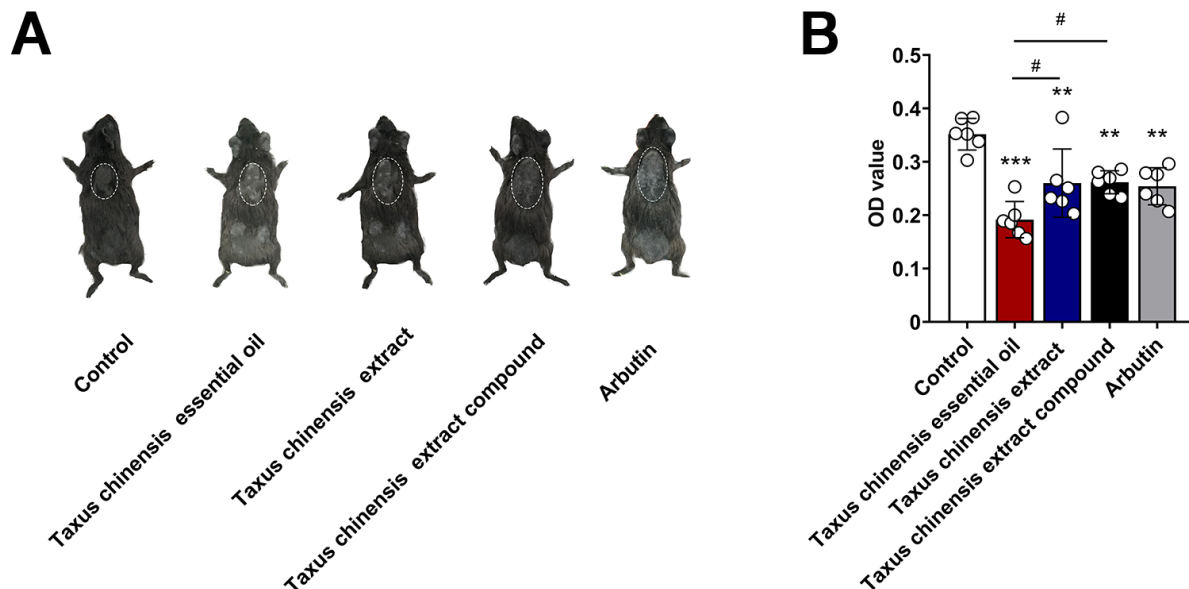 A
Control
Taxus chinensis essential oil
Taxus chinensis extract
Taxus chinensis extract compound
Arbutin
B
#
#
**
***
**
**
OD value
0.5
0.4
0.3
0.2
0.1
0
Control
Taxus chinensis essential oil
Taxus chinensis extract
Taxus chinensis extract compound
Arbutin